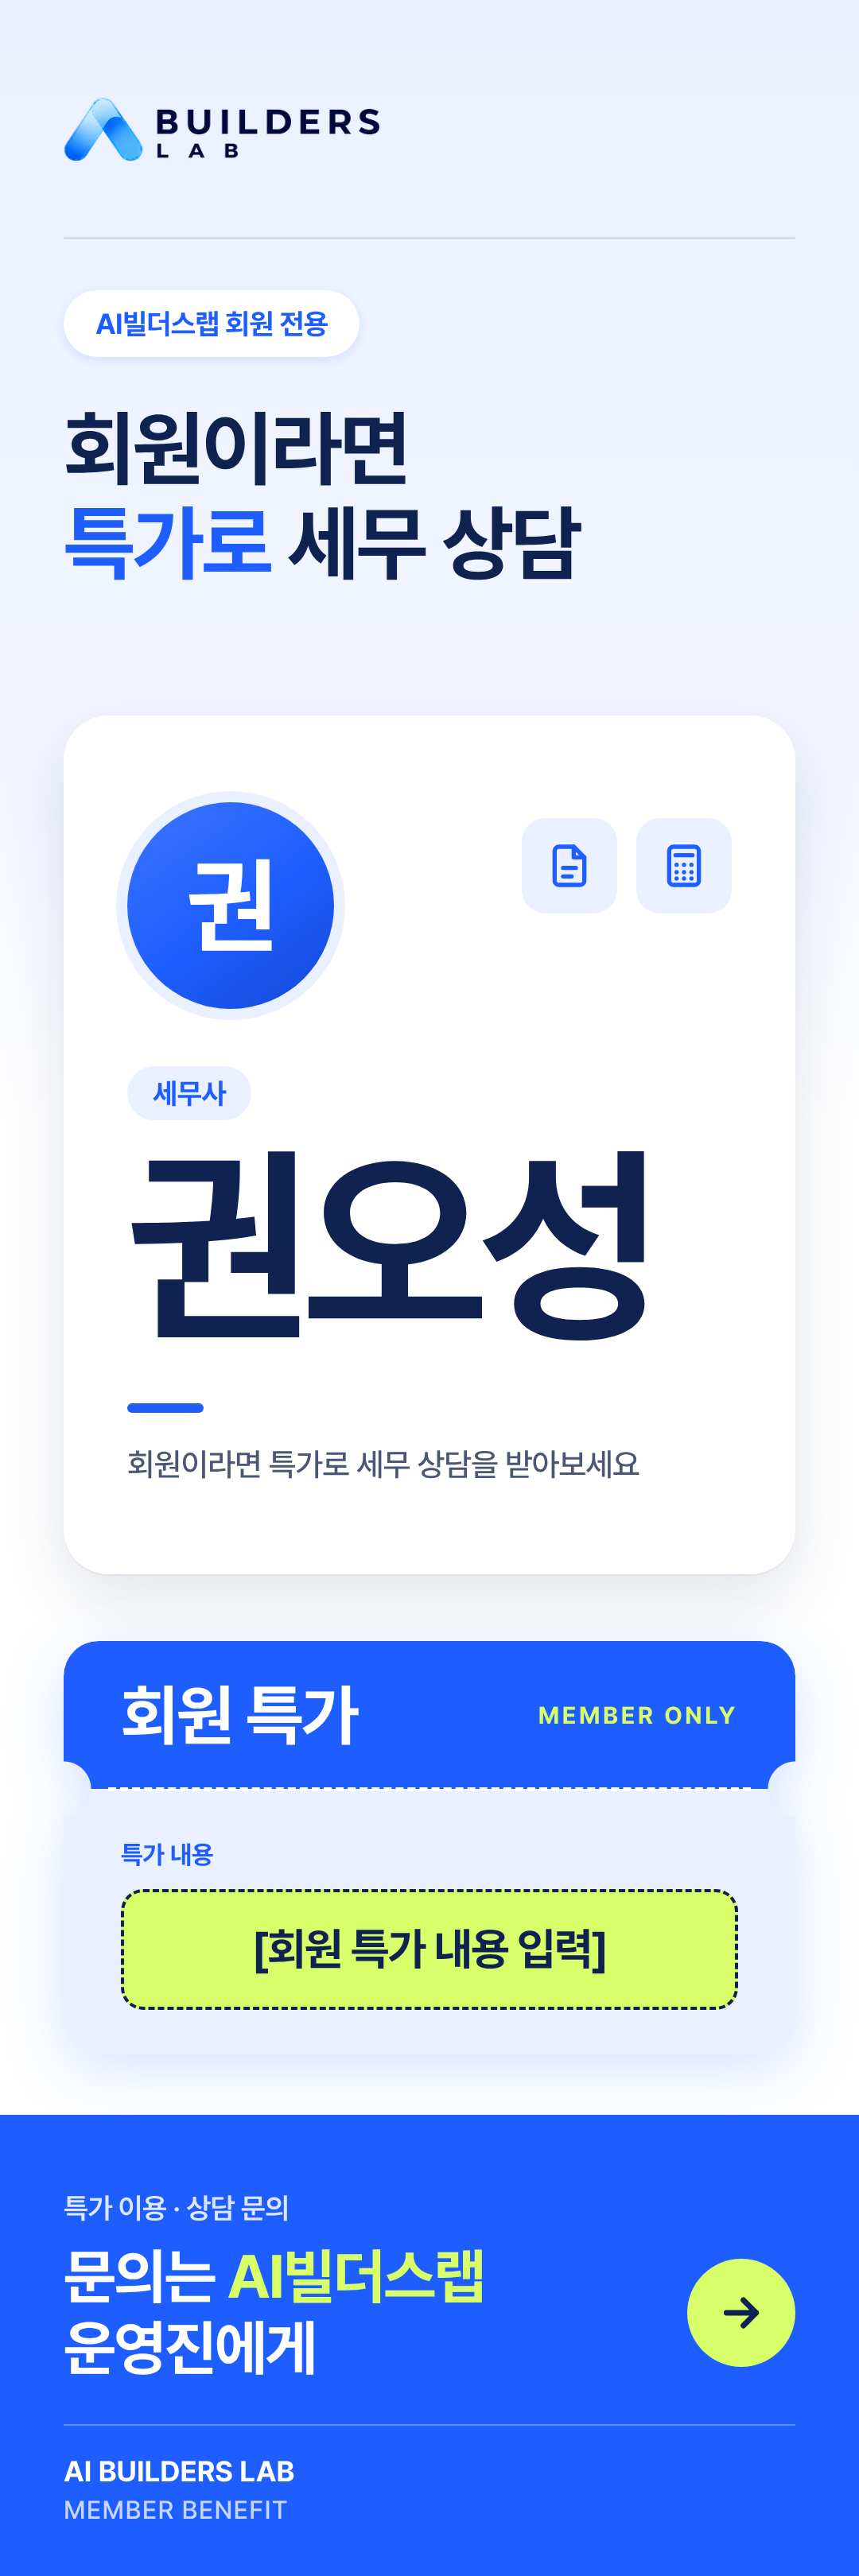 BUILDERS
LAB
AI빌더스랩 회원 전용
회원이라면
특가로 세무 상담
권
세무사
권오성
회원이라면 특가로 세무 상담을 받아보세요
회원 특가
MEMBER ONLY
특가 내용
[회원 특가 내용 입력]
특가 이용 · 상담 문의
문의는 AI빌더스랩
운영진에게
AI BUILDERS LAB
MEMBER BENEFIT